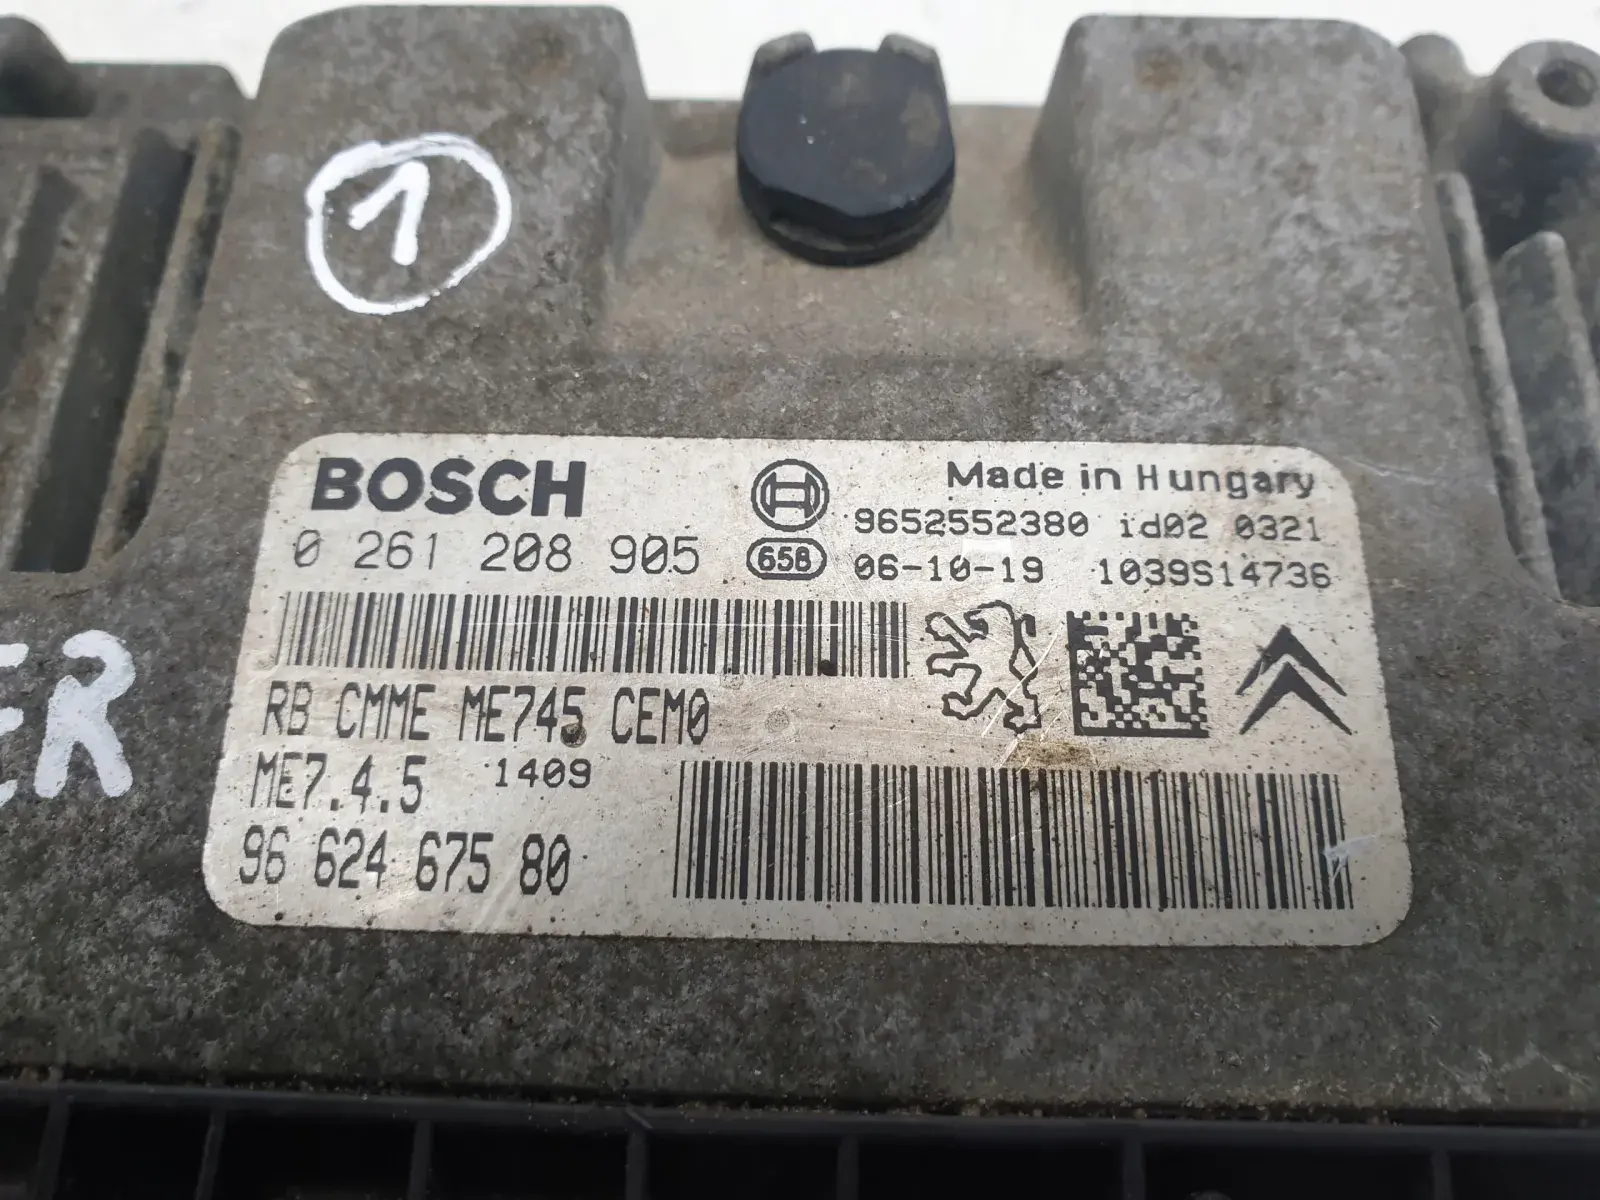 1
BOSCH
Made in Hungary
0 261 208 905
658
9652552380 id02 0321
06-10-19 1039S14736
RB CMME ME745 CEM0
ME7.4.5 1409
96 624 675 80
ER